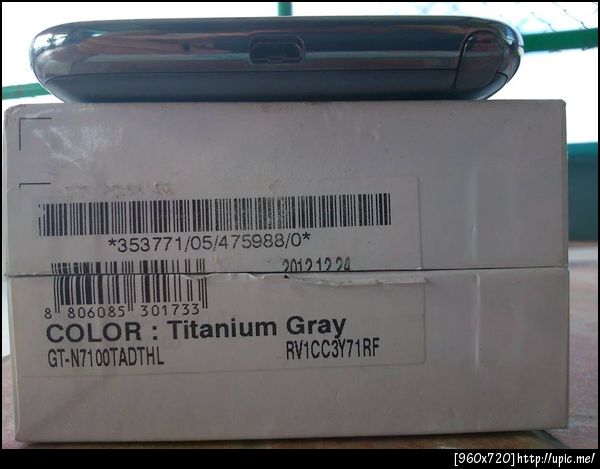 *353771/05/475988/0*
2012.12.24
8 806085 301733
COLOR : Titanium Gray
GT-N7100TADTHL RV1CC3Y71RF
[960x720]http://upic.me/